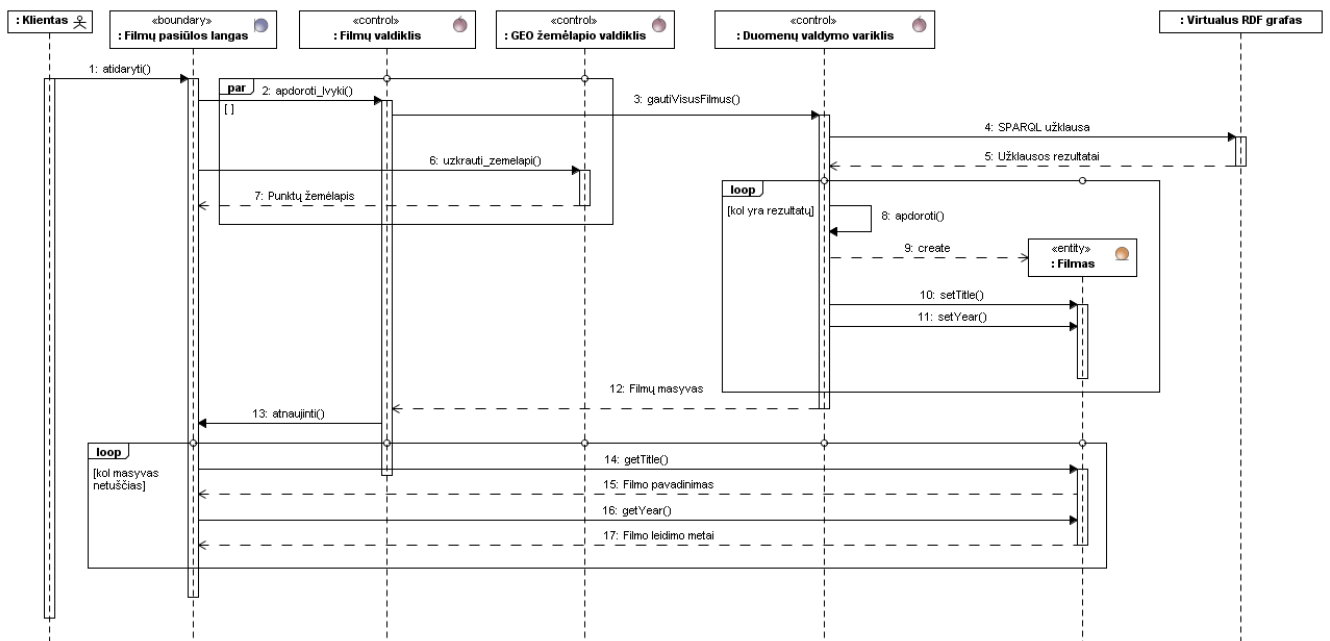 : Klientas
«boundary»
: Filmų pasiūlos langas
«control»
: Filmų valdiklis
«control»
: GEO žemėlapio valdiklis
«control»
: Duomenų valdymo variklis
: Virtualus RDF grafas
1: atidaryti()
par
[ ]
2: apdoroti_Ivyki()
3: gautiVisusFilmus()
4: SPARQL užklausa
5: Užklausos rezultatai
6: uzkrauti_zemelapi()
7: Punktų žemėlapis
loop
[kol yra rezultatų]
8: apdoroti()
9: create
«entity»
: Filmas
10: setTitle()
11: setYear()
12: Filmų masyvas
13: atnaujinti()
loop
[kol masyvas
netuščias]
14: getTitle()
15: Filmo pavadinimas
16: getYear()
17: Filmo leidimo metai